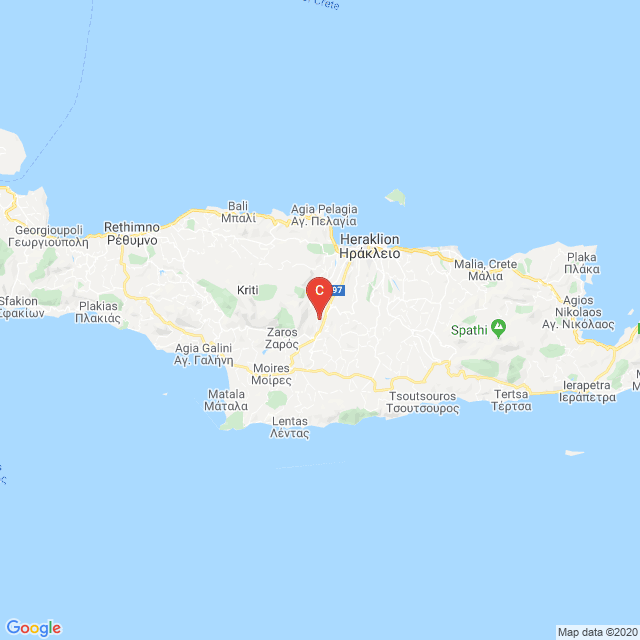 Crete
Bali
Μπαλί
Agia Pelagia
Αγ. Πελαγία
Georgioupoli
Γεωργιούπολη
Rethimno
Ρέθυμνο
Heraklion
Ηράκλειο
Plaka
Πλάκα
Malia, Crete
Μάλια
Kriti
C
97
Sfakion
Σφακίων
Plakias
Πλακιάς
Agios
Nikolaos
Αγ. Νικόλαος
Spathi
Zaros
Ζαρός
Agia Galini
Αγ. Γαλήνη
Moires
Μοίρες
Ierapetra
Ιεράπετρα
Matala
Μάταλα
Tsoutsouros
Τσούτσουρος
Tertsa
Τέρτσα
Lentas
Λέντας
Google
Map data ©2020